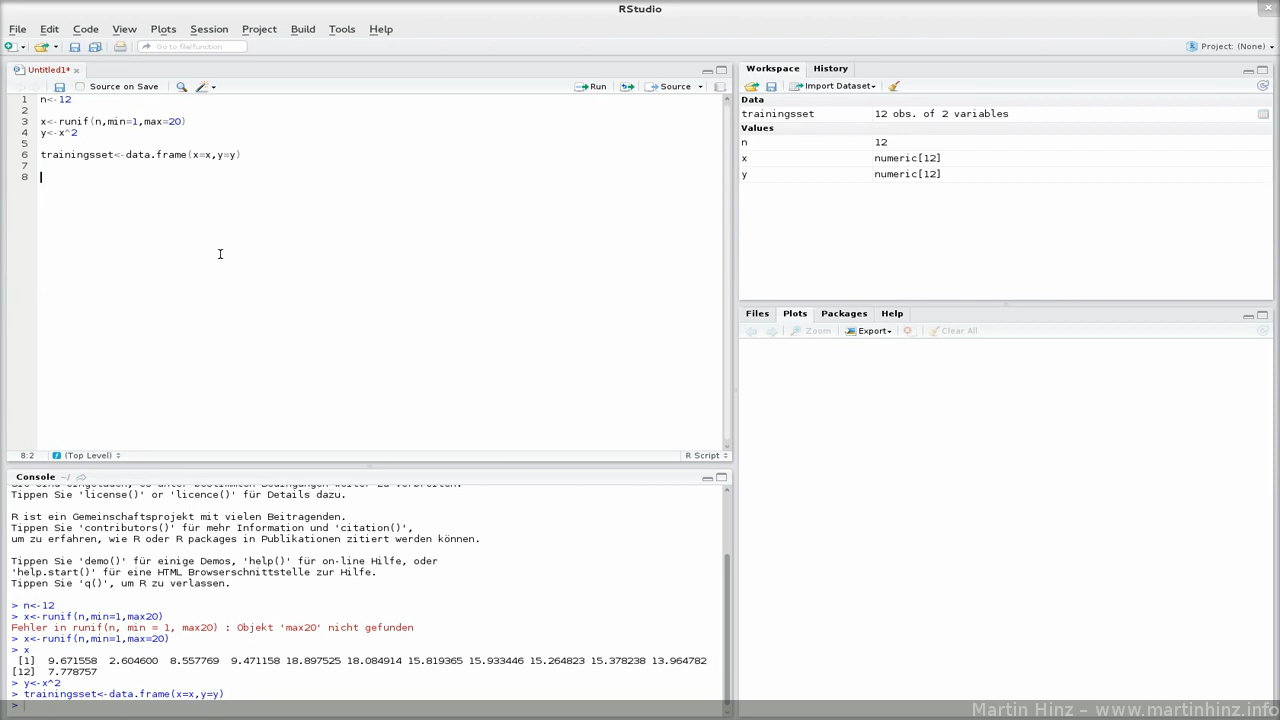 RStudio
File Edit Code View Plots Session Project Build Tools Help
Go to file/function Project: (None)
Untitled1*
Source on Save Run Source
1 n<-12
2
3 x<-runif(n,min=1,max=20)
4 y<-x^2
5
6 trainingsset<-data.frame(x=x,y=y)
7
8
8:2 (Top Level) R Script
Console ~/
Tippen Sie 'license()' or 'licence()' für Details dazu.
R ist ein Gemeinschaftsprojekt mit vielen Beitragenden.
Tippen Sie 'contributors()' für mehr Information und 'citation()',
um zu erfahren, wie R oder R packages in Publikationen zitiert werden können.
Tippen Sie 'demo()' für einige Demos, 'help()' für on-line Hilfe, oder
'help.start()' für eine HTML Browserschnittstelle zur Hilfe.
Tippen Sie 'q()', um R zu verlassen.
> n<-12
> x<-runif(n,min=1,max20)
Fehler in runif(n, min = 1, max20) : Objekt 'max20' nicht gefunden
> x<-runif(n,min=1,max=20)
> x
[1] 9.671558 2.604600 8.557769 9.471158 18.897525 18.084914 15.819365 15.933446 15.264823 15.378238 13.964782
[12] 7.778757
> y<-x^2
> trainingsset<-data.frame(x=x,y=y)
>
Workspace History
Import Dataset
Data
trainingsset 12 obs. of 2 variables
Values
n 12
x numeric[12]
y numeric[12]
Files Plots Packages Help
Zoom Export Clear All
Martin Hinz - www.martinhinz.info